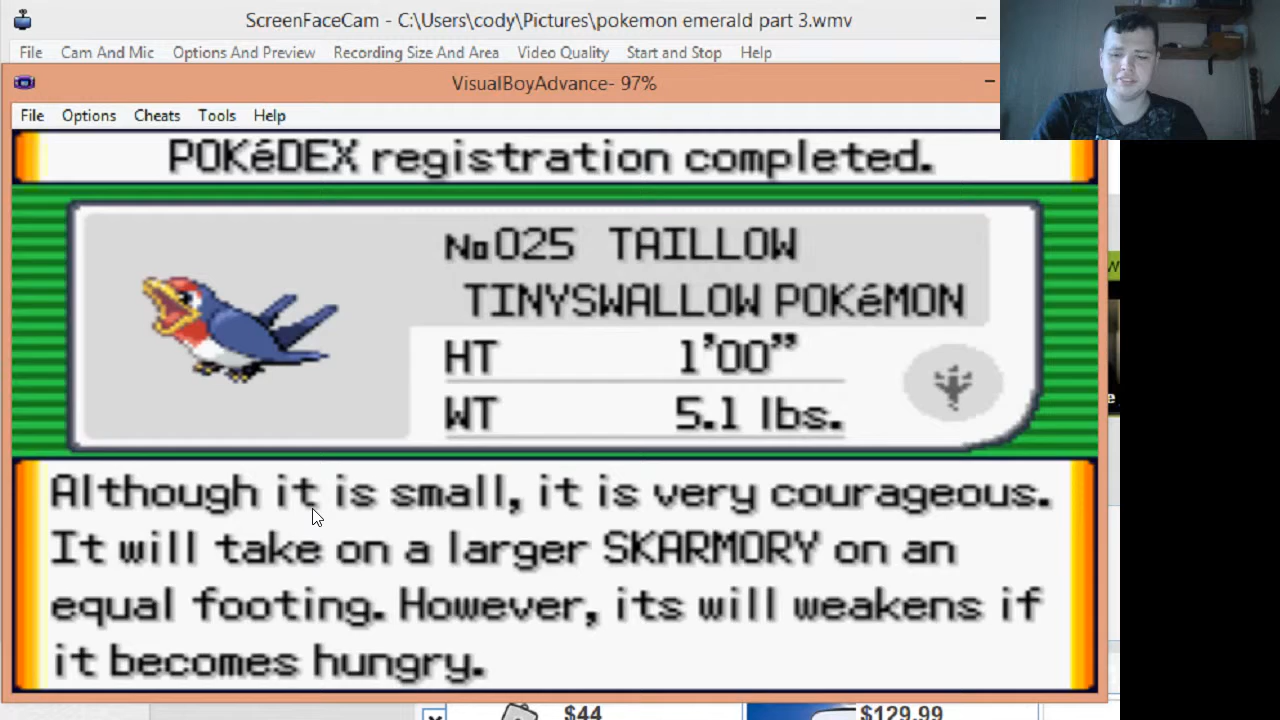 ScreenFaceCam - C:\Users\cody\Pictures\pokemon emerald part 3.wmv
File Cam And Mic Options And Preview Recording Size And Area Video Quality Start and Stop Help
VisualBoyAdvance- 97%
File Options Cheats Tools Help
POKéDEX registration completed.
No025 TAILLOW
TINYSWALLOW POKéMON
HT 1'00"
WT 5.1 lbs.
Although it is small, it is very courageous.
It will take on a larger SKARMORY on an
equal footing. However, its will weakens if
it becomes hungry.
$44 $129.99